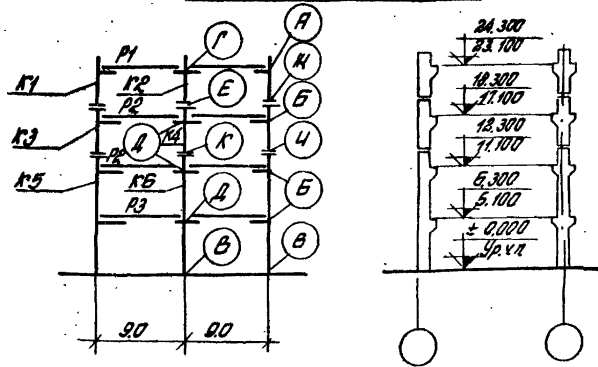 Р1 Г А
К1 К2 Е Ж
Р2 Б
К3 К4
Д К И
Р2
К5 К6 Б
Р3 Д
В В
9.0 9.0
24.300
23.100
18.300
17.100
12.300
11.100
6.300
5.100
± 0.000
Ур.ч.п